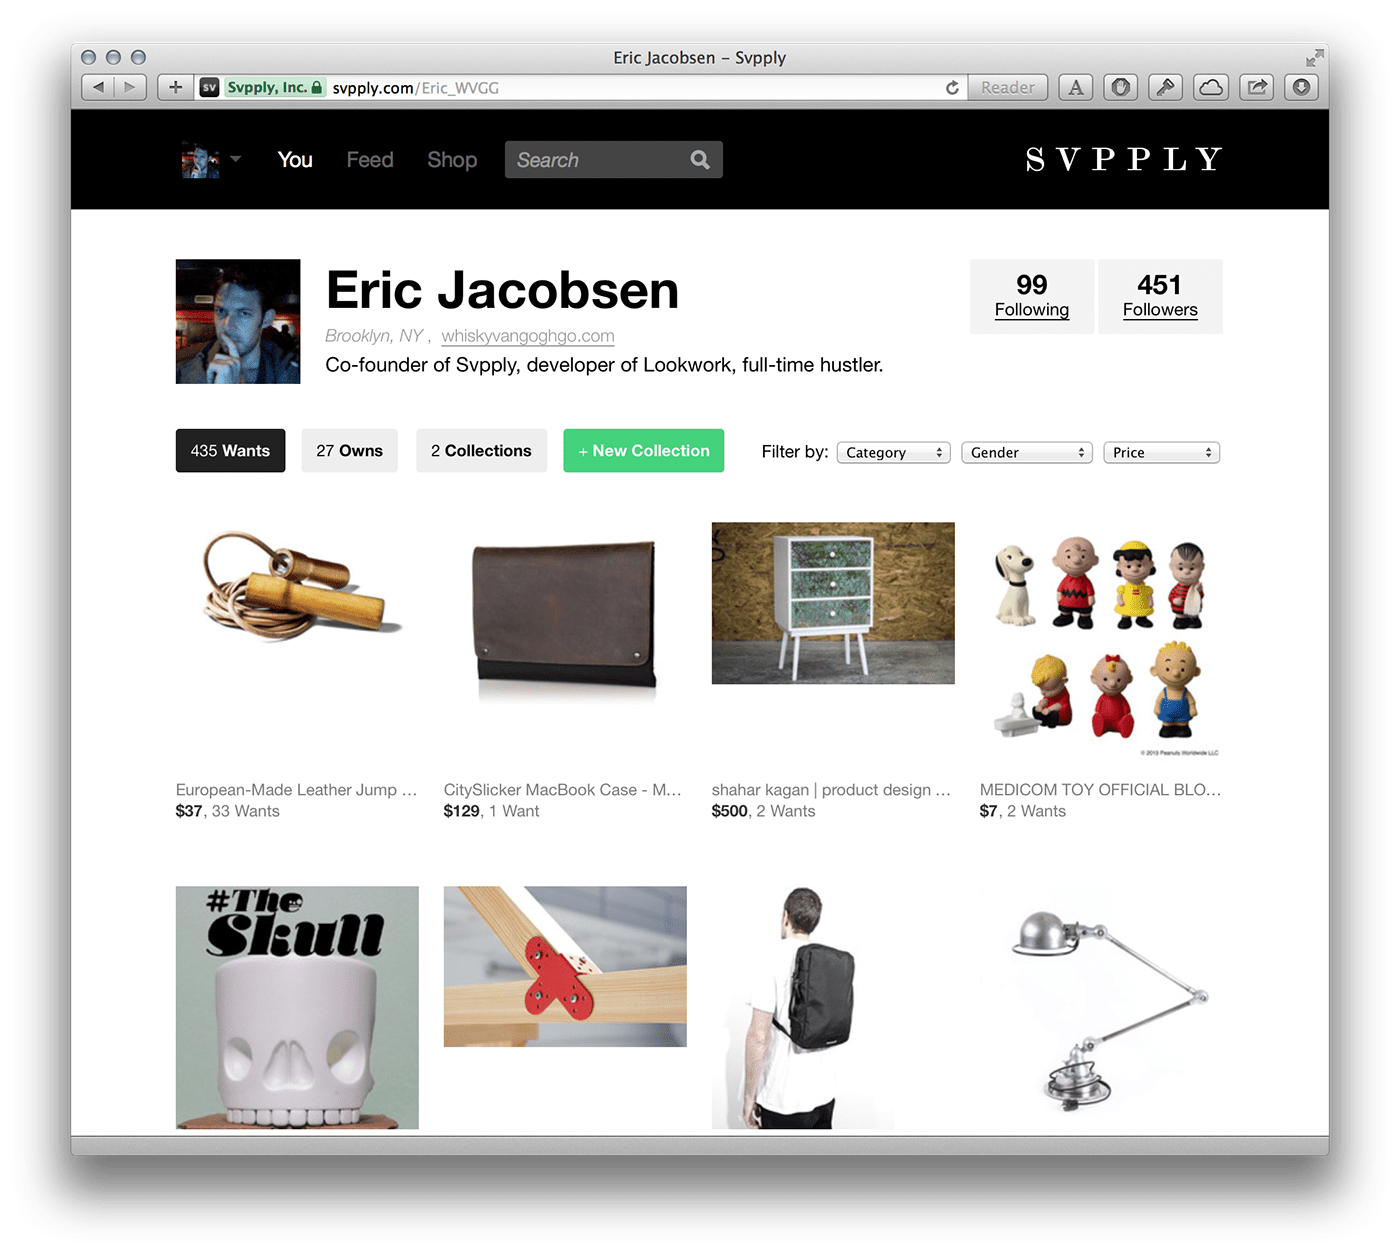 Eric Jacobsen – Svpply
sv Svpply, Inc. svpply.com/Eric_WVGG Reader A
You Feed Shop Search SVPPLY
Eric Jacobsen
Brooklyn, NY , whiskyvangoghgo.com
Co-founder of Svpply, developer of Lookwork, full-time hustler.
99 Following
451 Followers
435 Wants 27 Owns 2 Collections + New Collection Filter by: Category Gender Price
© 2013 Peanuts Worldwide LLC
European-Made Leather Jump ...
$37, 33 Wants
CitySlicker MacBook Case - M...
$129, 1 Want
shahar kagan | product design ...
$500, 2 Wants
MEDICOM TOY OFFICIAL BLO...
$7, 2 Wants
#The
Skull